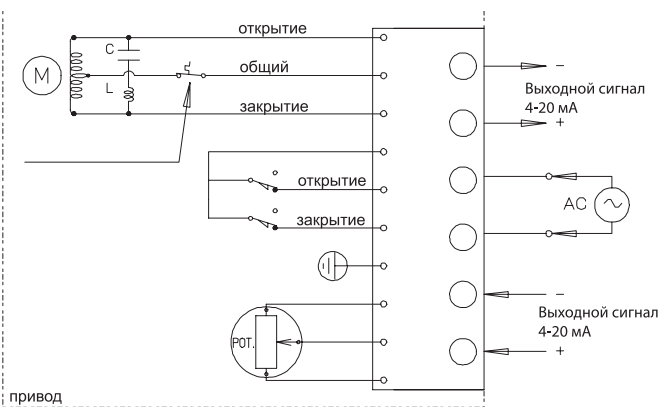 открытие
C
M
общий
L
закрытие
–
Выходной сигнал
4-20 мА
+
открытие
AC
закрытие
–
Выходной сигнал
4-20 мА
POT.
+
привод